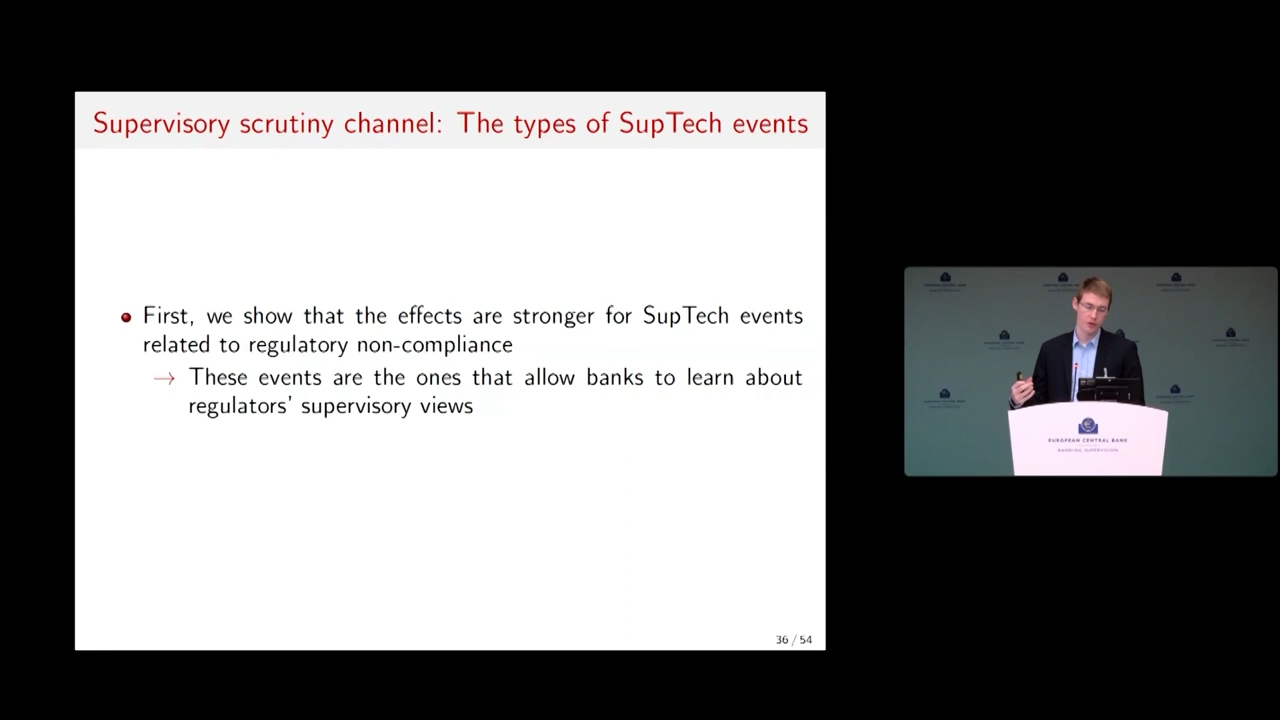 Supervisory scrutiny channel: The types of SupTech events
First, we show that the effects are stronger for SupTech events
related to regulatory non-compliance
→ These events are the ones that allow banks to learn about
regulators' supervisory views
36 / 54
EUROPEAN CENTRAL BANK
BANKING SUPERVISION